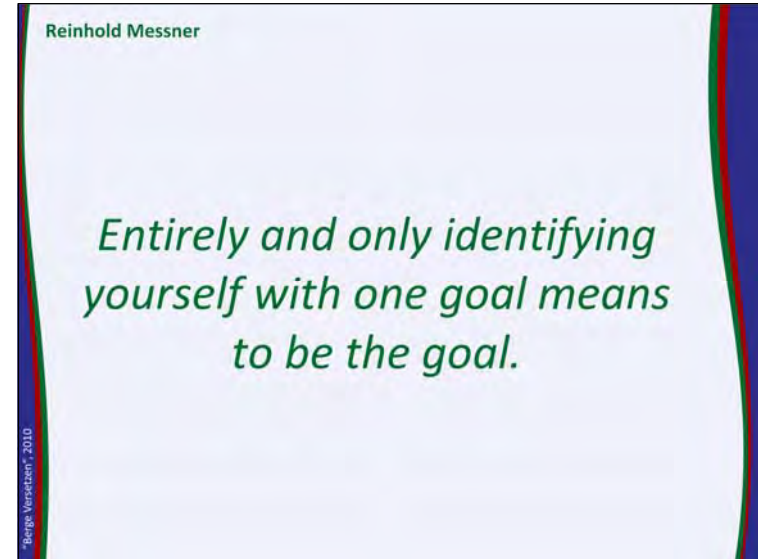 Reinhold Messner
Entirely and only identifying
yourself with one goal means
to be the goal.
"Berge Versetzen", 2010